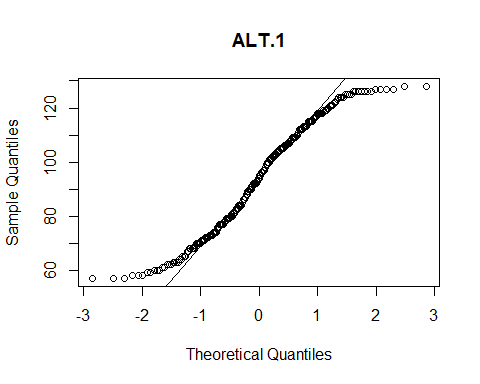 ALT.1
Sample Quantiles
120
100
80
60
-3 -2 -1 0 1 2 3
Theoretical Quantiles